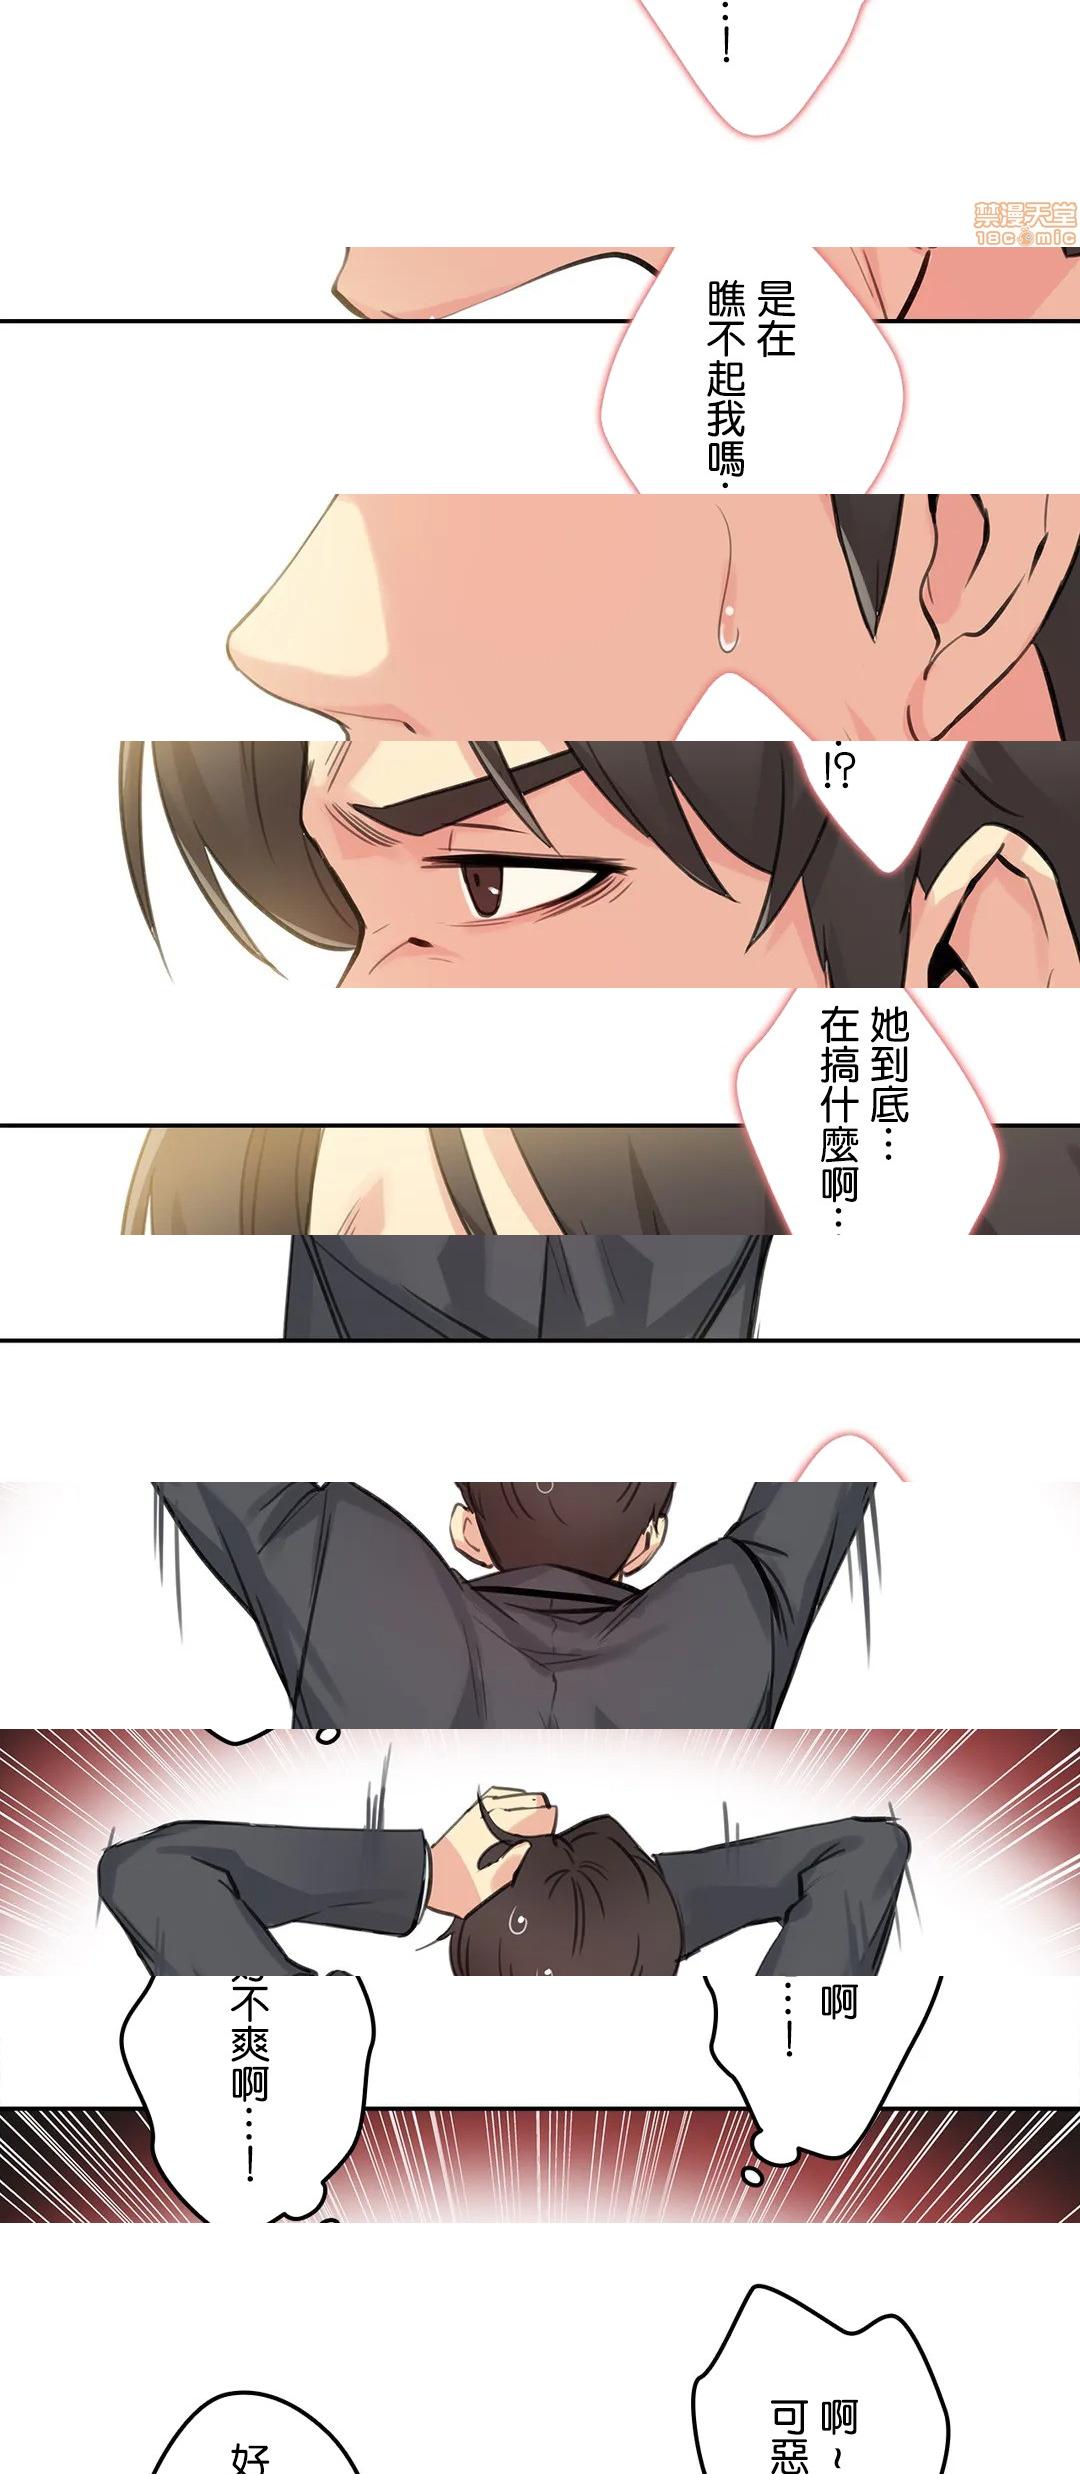 …！
禁漫天堂
18comic
是在
瞧不起我嗎…
!?
她到底…
在搞什麼啊…
啊
…！
不爽啊…！
啊~
可惡
好